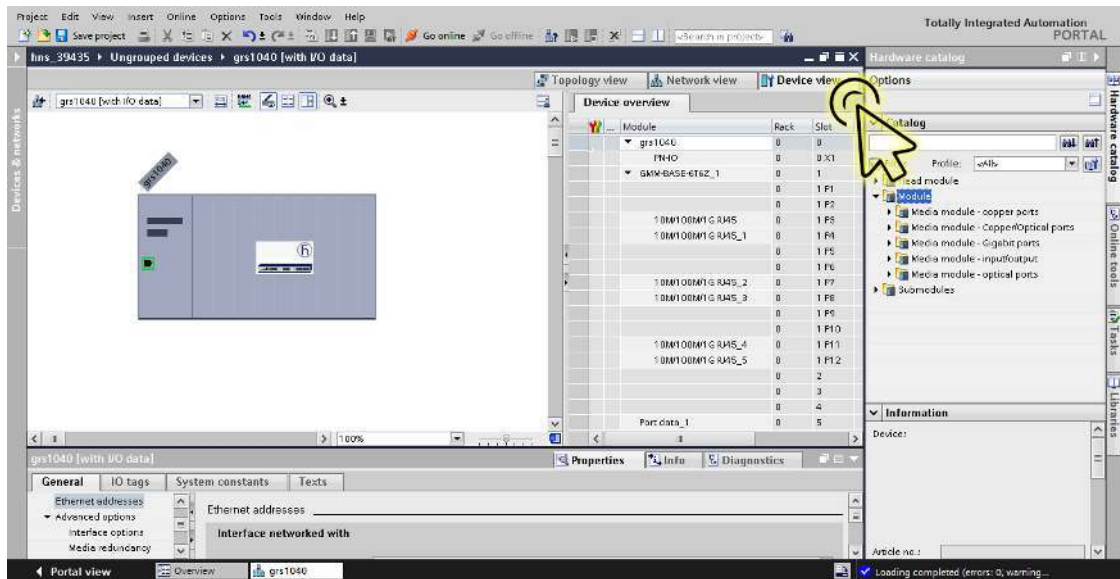 Project Edit View Insert Online Options Tools Window Help
Totally Integrated Automation
PORTAL
Save project
Go online
Go offline
<Search in project>
hns_39435 ▸ Ungrouped devices ▸ grs1040 [with I/O data]
Hardware catalog
Topology view
Network view
Device view
Options
grs1040 [with I/O data]
Device overview
Module Rack Slot
grs1040 0 0
PN-IO 0 0 X1
GMM-BASE-6T6Z_1 0 1
0 1 P1
0 1 P2
10M/100M/1G RJ45 0 1 P3
10M/100M/1G RJ45_1 0 1 P4
0 1 P5
0 1 P6
10M/100M/1G RJ45_2 0 1 P7
10M/100M/1G RJ45_3 0 1 P8
0 1 P9
0 1 P10
10M/100M/1G RJ45_4 0 1 P11
10M/100M/1G RJ45_5 0 1 P12
0 2
0 3
0 4
Port data_1 0 5
grs1040
100%
Catalog
Profile: <All>
Module
Media module - copper ports
Media module - Copper/Optical ports
Media module - Gigabit ports
Media module - input/output
Media module - optical ports
Submodules
Information
Device:
Article no.:
Devices & networks
Hardware catalog
Online tools
Tasks
Libraries
grs1040 [with I/O data]
Properties
Info
Diagnostics
General IO tags System constants Texts
Ethernet addresses
Advanced options
Interface options
Media redundancy
Ethernet addresses
Interface networked with
Portal view
Overview
grs1040
Loading completed (errors: 0, warning...